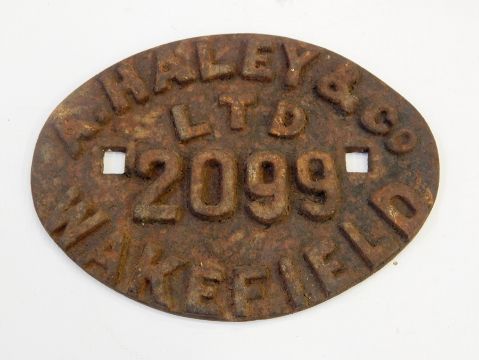 A. HALEY & Co
LTD
2099
WAKEFIELD